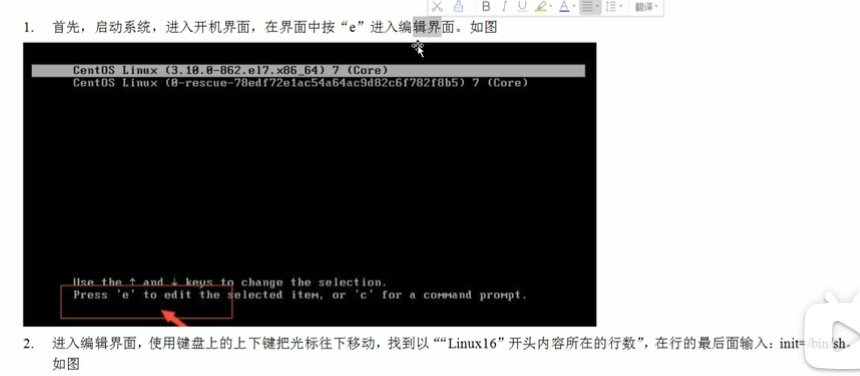 B I U A 翻译
1. 首先，启动系统，进入开机界面，在界面中按“e”进入编辑界面。如图
CentOS Linux (3.10.0-862.el7.x86_64) 7 (Core)
CentOS Linux (0-rescue-78edf72e1ac54a64ac9d82c6f782f8b5) 7 (Core)
Use the ↑ and ↓ keys to change the selection.
Press 'e' to edit the selected item, or 'c' for a command prompt.
2. 进入编辑界面，使用键盘上的上下键把光标往下移动，找到以““Linux16”开头内容所在的行数”，在行的最后面输入：init=/bin/sh。
如图